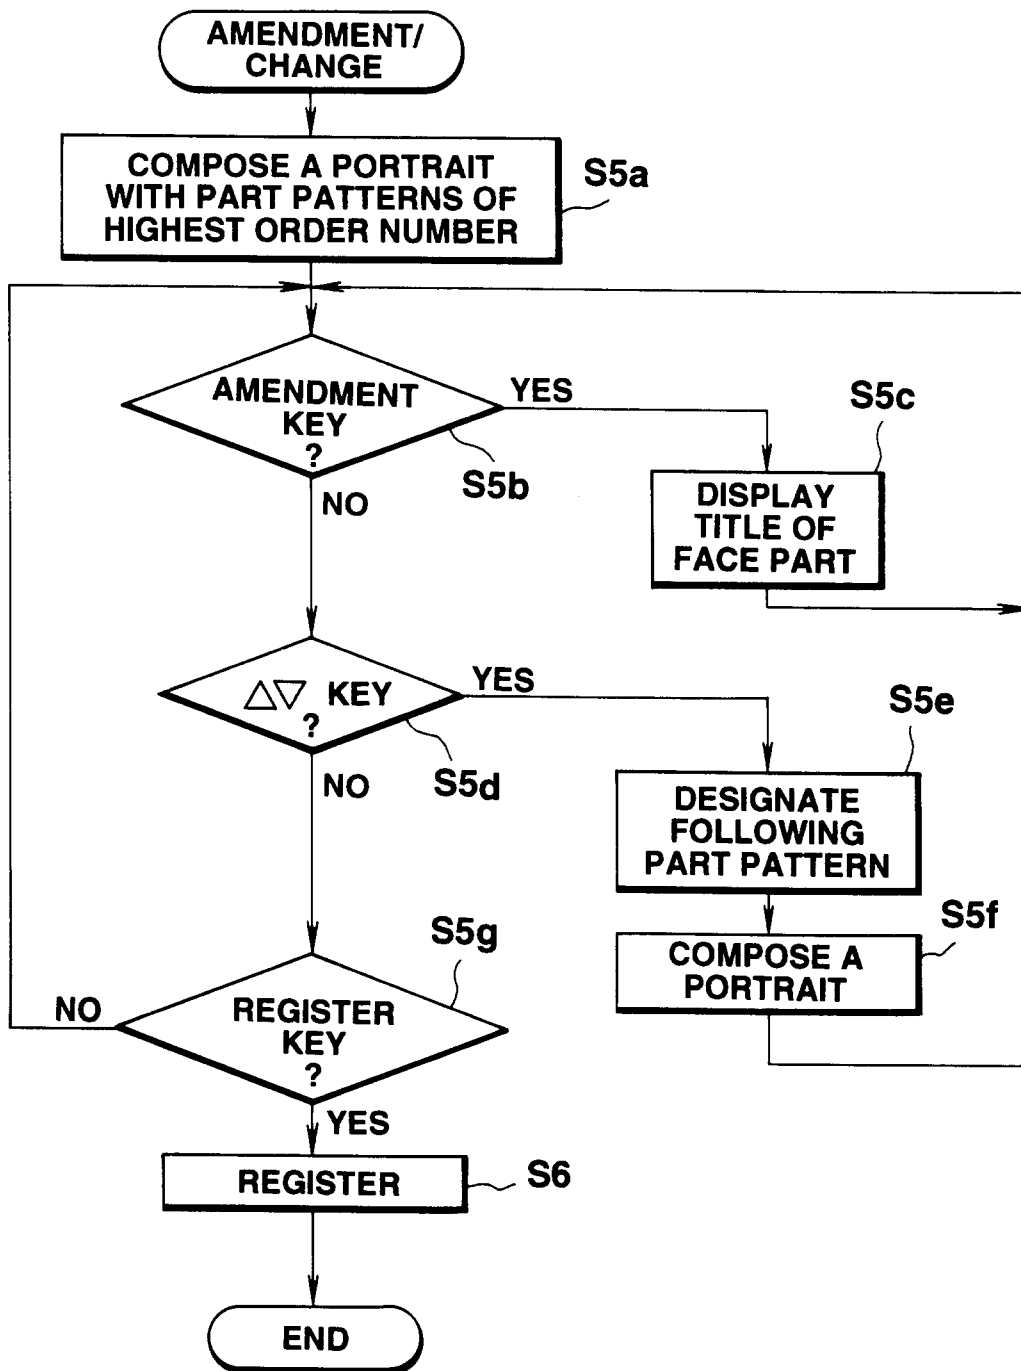 AMENDMENT/
CHANGE
COMPOSE A PORTRAIT
WITH PART PATTERNS OF
HIGHEST ORDER NUMBER
S5a
AMENDMENT
KEY
?
YES
S5b
NO
S5c
DISPLAY
TITLE OF
FACE PART
△▽ KEY
?
YES
S5d
NO
S5e
DESIGNATE
FOLLOWING
PART PATTERN
S5f
COMPOSE A
PORTRAIT
S5g
REGISTER
KEY
?
NO
YES
REGISTER
S6
END